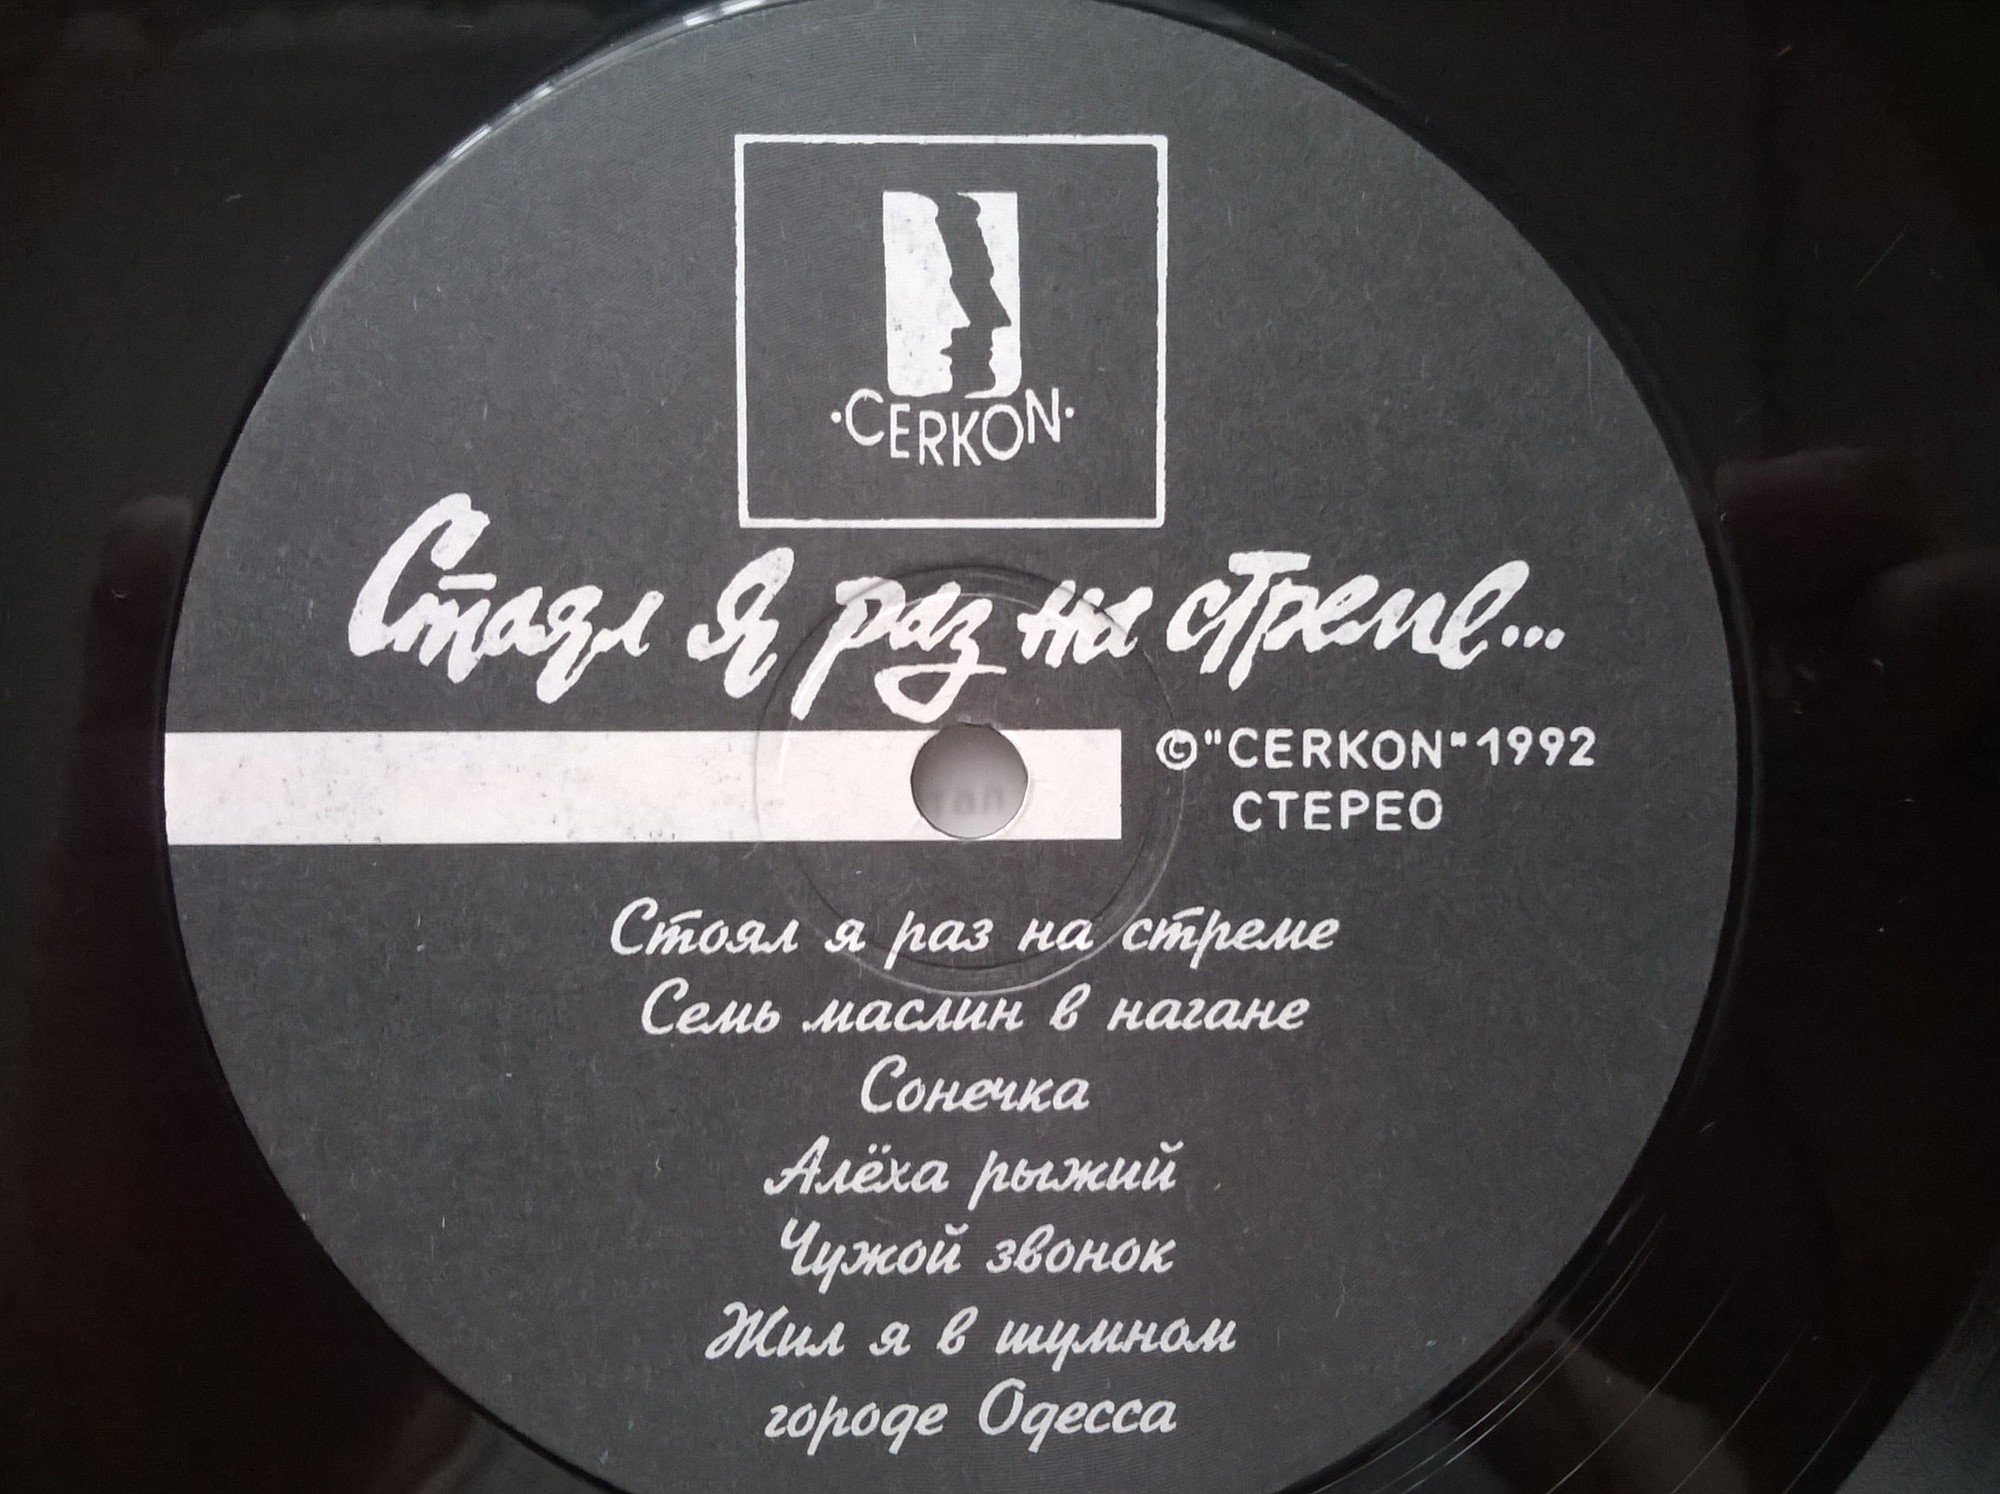 ·CERKON·
Стоял я раз на стреме...
©"CERKON" 1992
СТЕРЕО
Стоял я раз на стреме
Семь маслин в нагане
Сонечка
Алёха рыжий
Чужой звонок
Жил я в шумном
городе Одесса